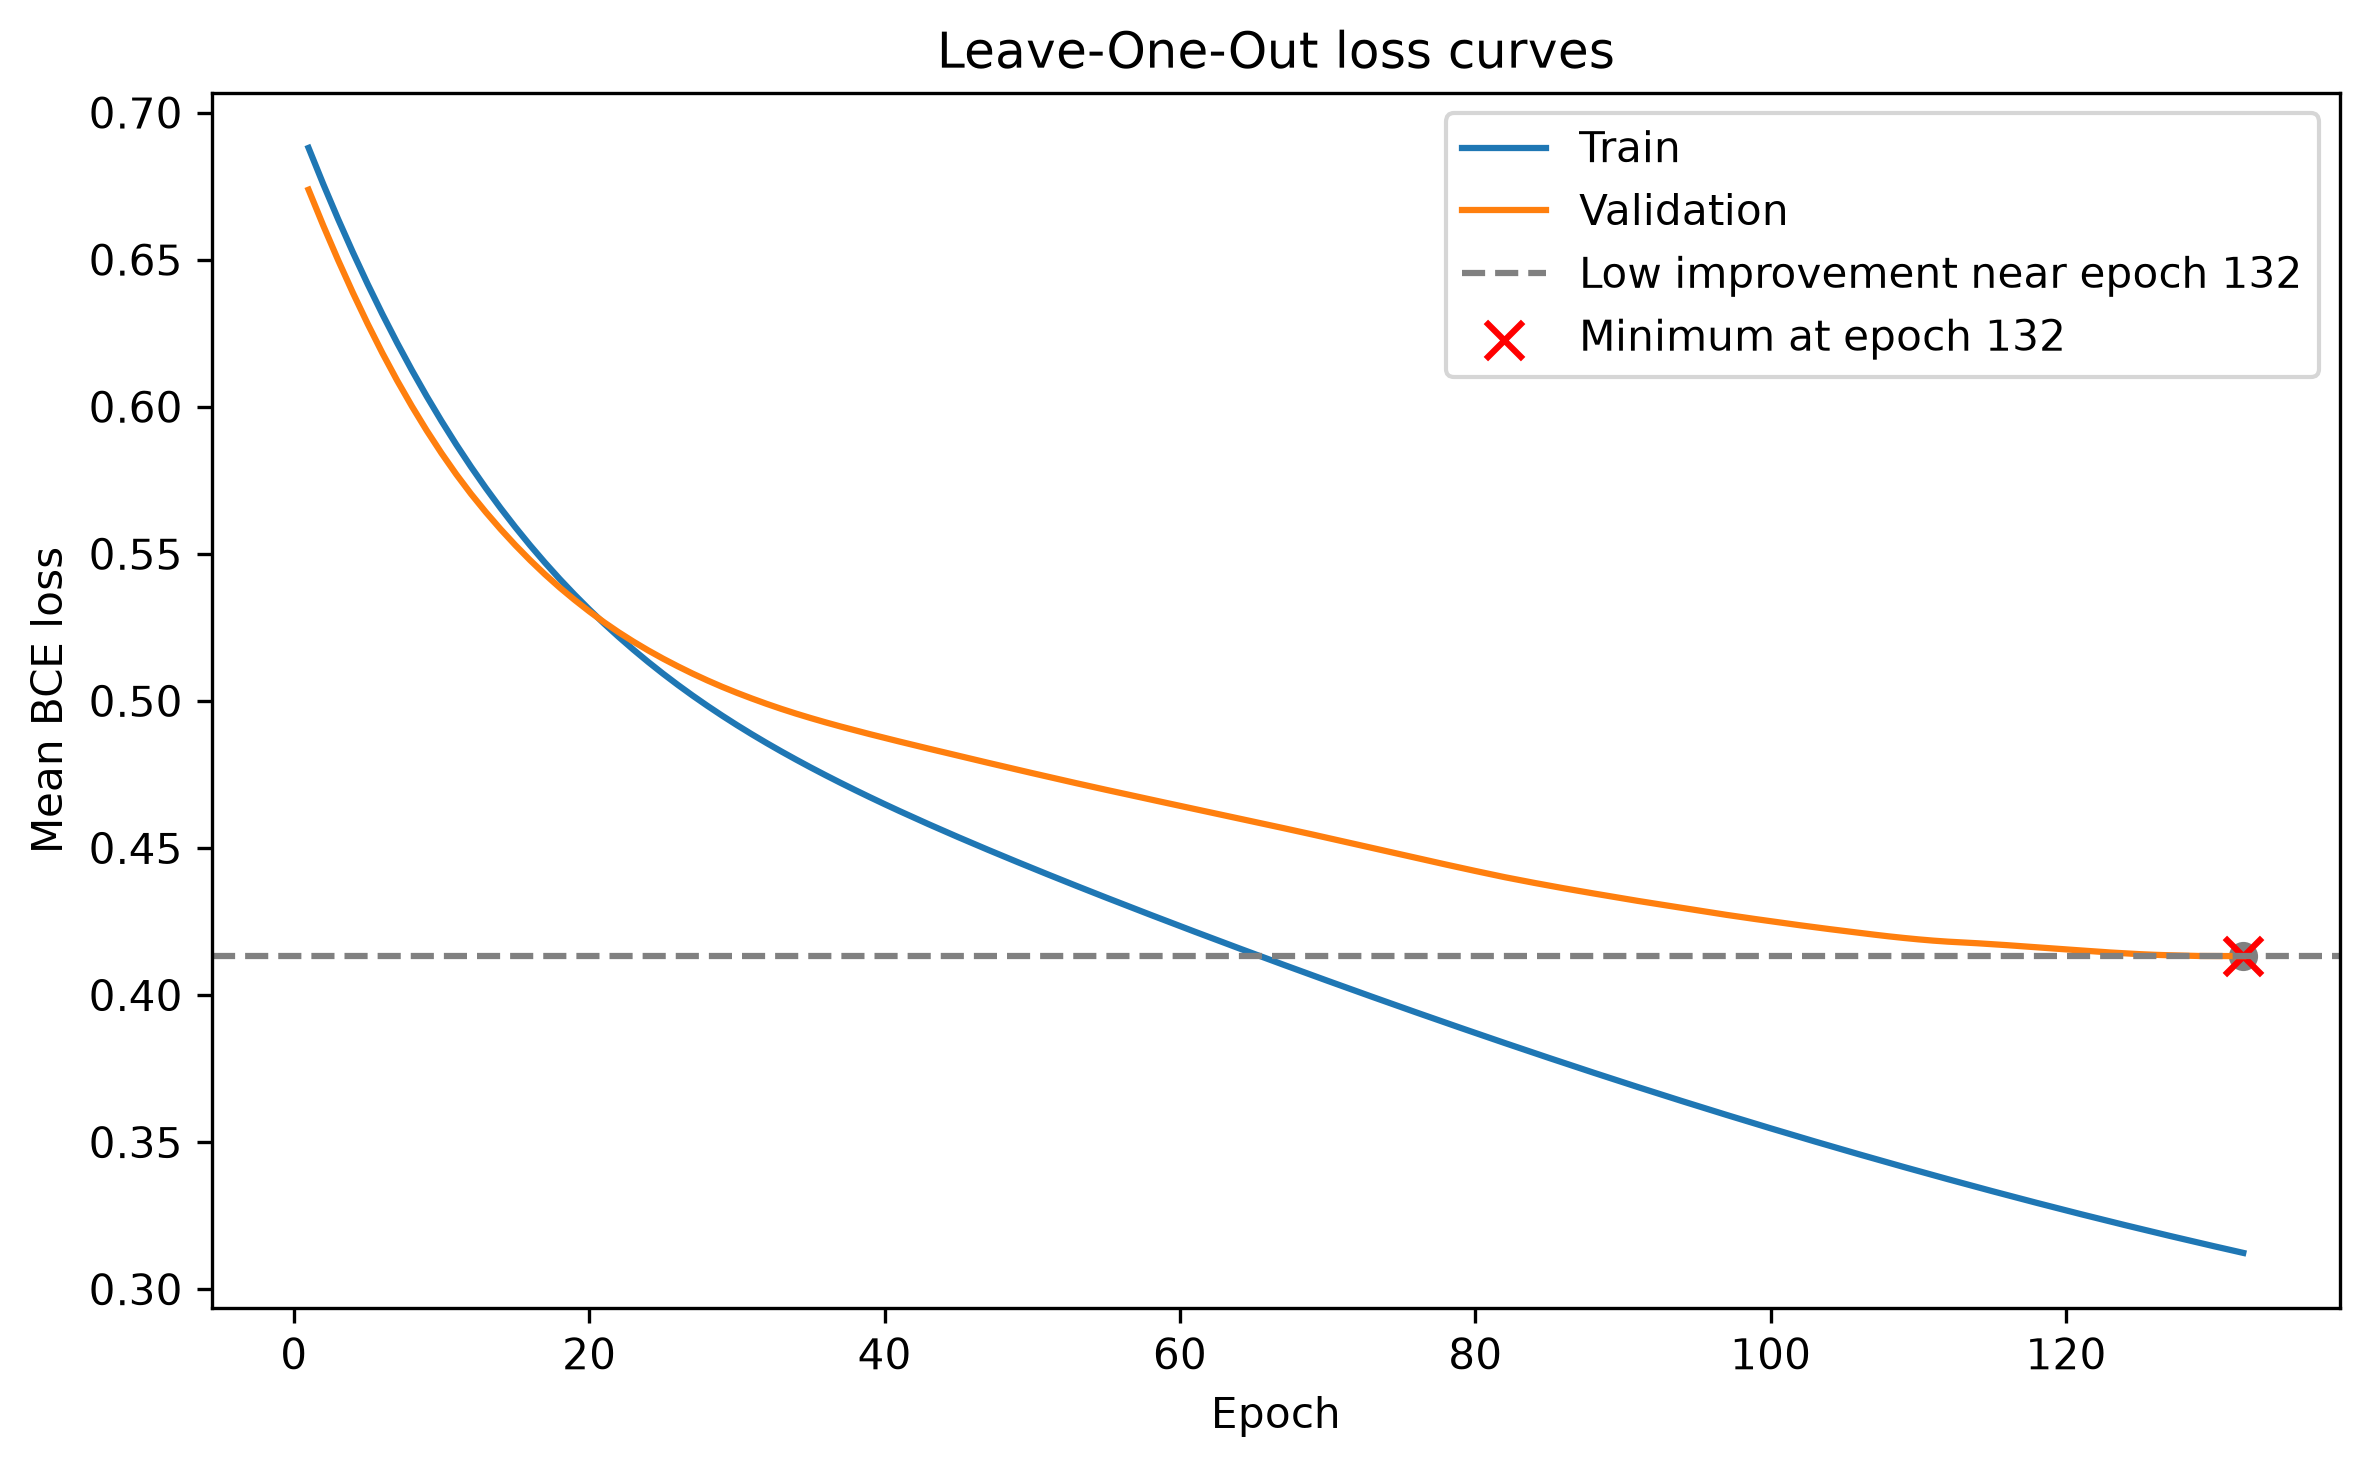 Leave-One-Out loss curves
Train
Validation
Low improvement near epoch 132
Minimum at epoch 132
Mean BCE loss
0.70
0.65
0.60
0.55
0.50
0.45
0.40
0.35
0.30
0 20 40 60 80 100 120
Epoch